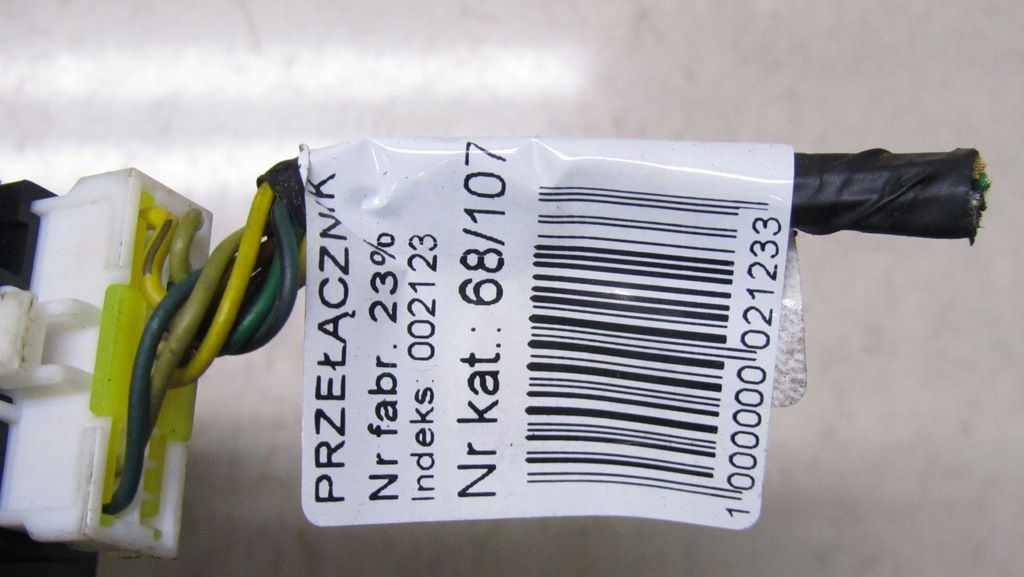 PRZEŁĄCZNIK
Nr fabr. 23%
Indeks: 002123
Nr kat.: 68/107
1000000021233